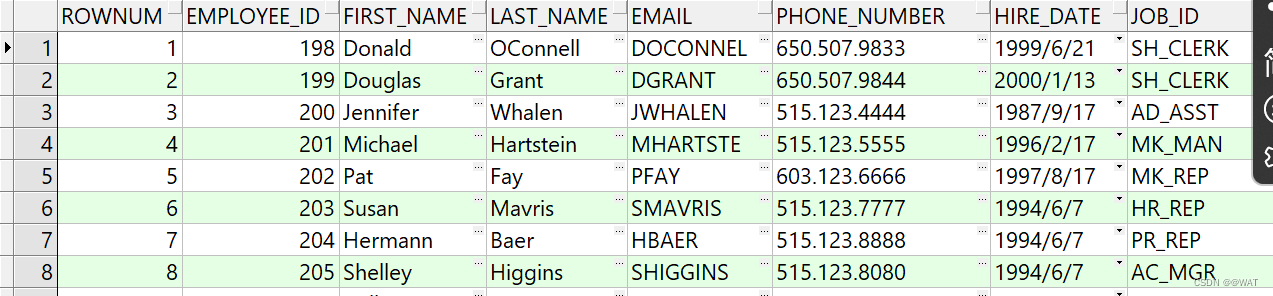 ROWNUM EMPLOYEE_ID FIRST_NAME LAST_NAME EMAIL PHONE_NUMBER HIRE_DATE JOB_ID
1 1 198 Donald OConnell DOCONNEL 650.507.9833 1999/6/21 SH_CLERK
2 2 199 Douglas Grant DGRANT 650.507.9844 2000/1/13 SH_CLERK
3 3 200 Jennifer Whalen JWHALEN 515.123.4444 1987/9/17 AD_ASST
4 4 201 Michael Hartstein MHARTSTE 515.123.5555 1996/2/17 MK_MAN
5 5 202 Pat Fay PFAY 603.123.6666 1997/8/17 MK_REP
6 6 203 Susan Mavris SMAVRIS 515.123.7777 1994/6/7 HR_REP
7 7 204 Hermann Baer HBAER 515.123.8888 1994/6/7 PR_REP
8 8 205 Shelley Higgins SHIGGINS 515.123.8080 1994/6/7 AC_MGR
CSDN @@WAT